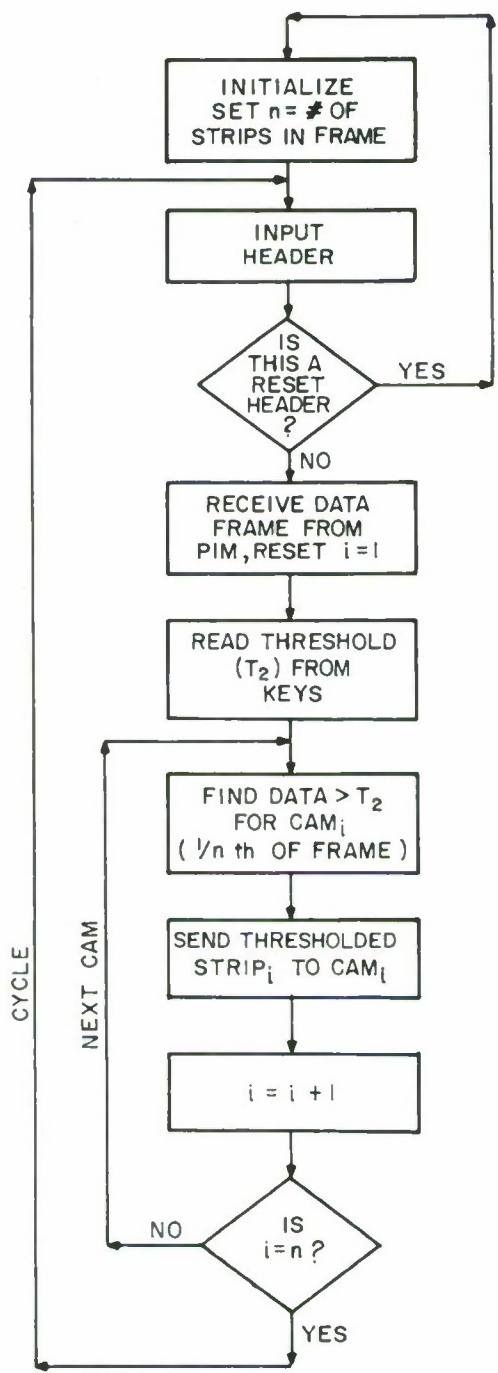 INITIALIZE
SET n= # OF
STRIPS IN FRAME
INPUT
HEADER
IS
THIS A
RESET
HEADER
?
YES
NO
RECEIVE DATA
FRAME FROM
PIM, RESET i=1
READ THRESHOLD
(T₂) FROM
KEYS
FIND DATA > T₂
FOR CAMᵢ
( 1/n th OF FRAME )
SEND THRESHOLDED
STRIPᵢ TO CAMᵢ
i = i + 1
IS
i=n ?
NO
YES
NEXT CAM
CYCLE